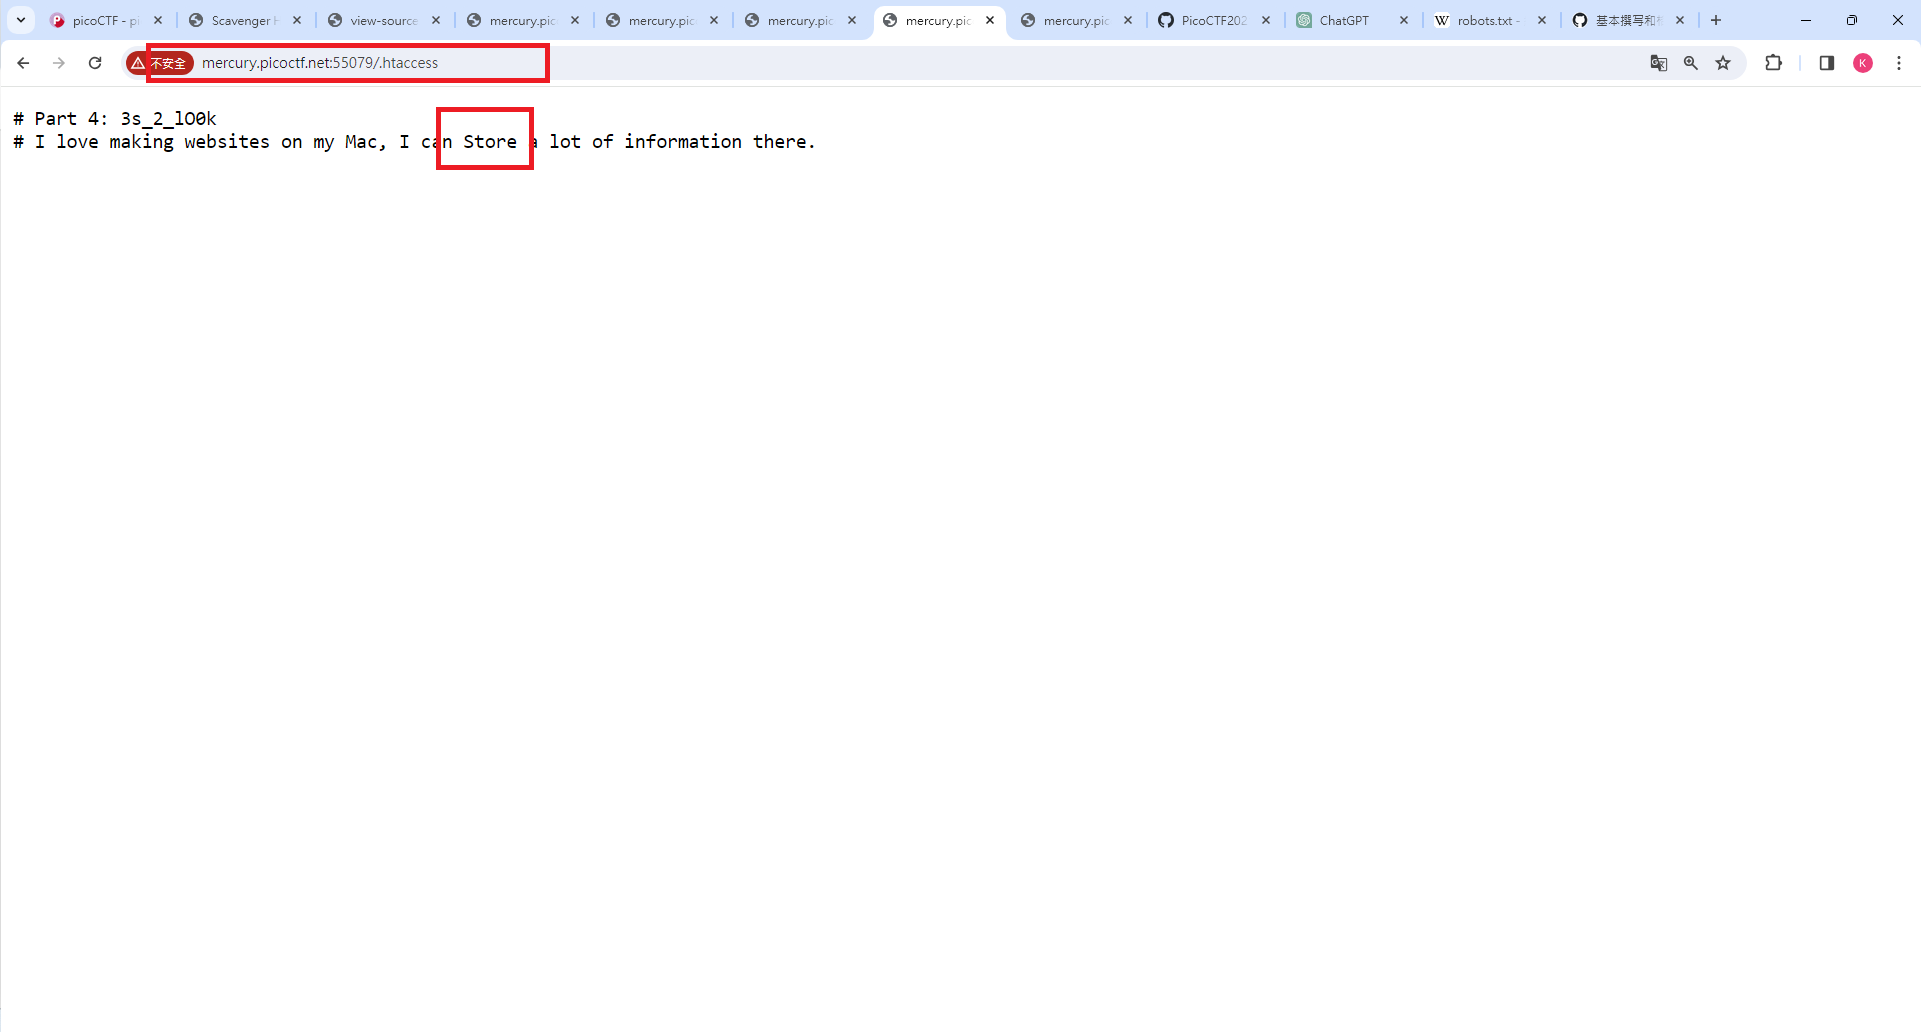 picoCTF - pi
Scavenger H
view-source
mercury.pic
mercury.pic
mercury.pic
mercury.pic
mercury.pic
PicoCTF202
ChatGPT
robots.txt -
基本撰写和
不安全
mercury.picoctf.net:55079/.htaccess
K
# Part 4: 3s_2_lO0k
# I love making websites on my Mac, I can Store a lot of information there.